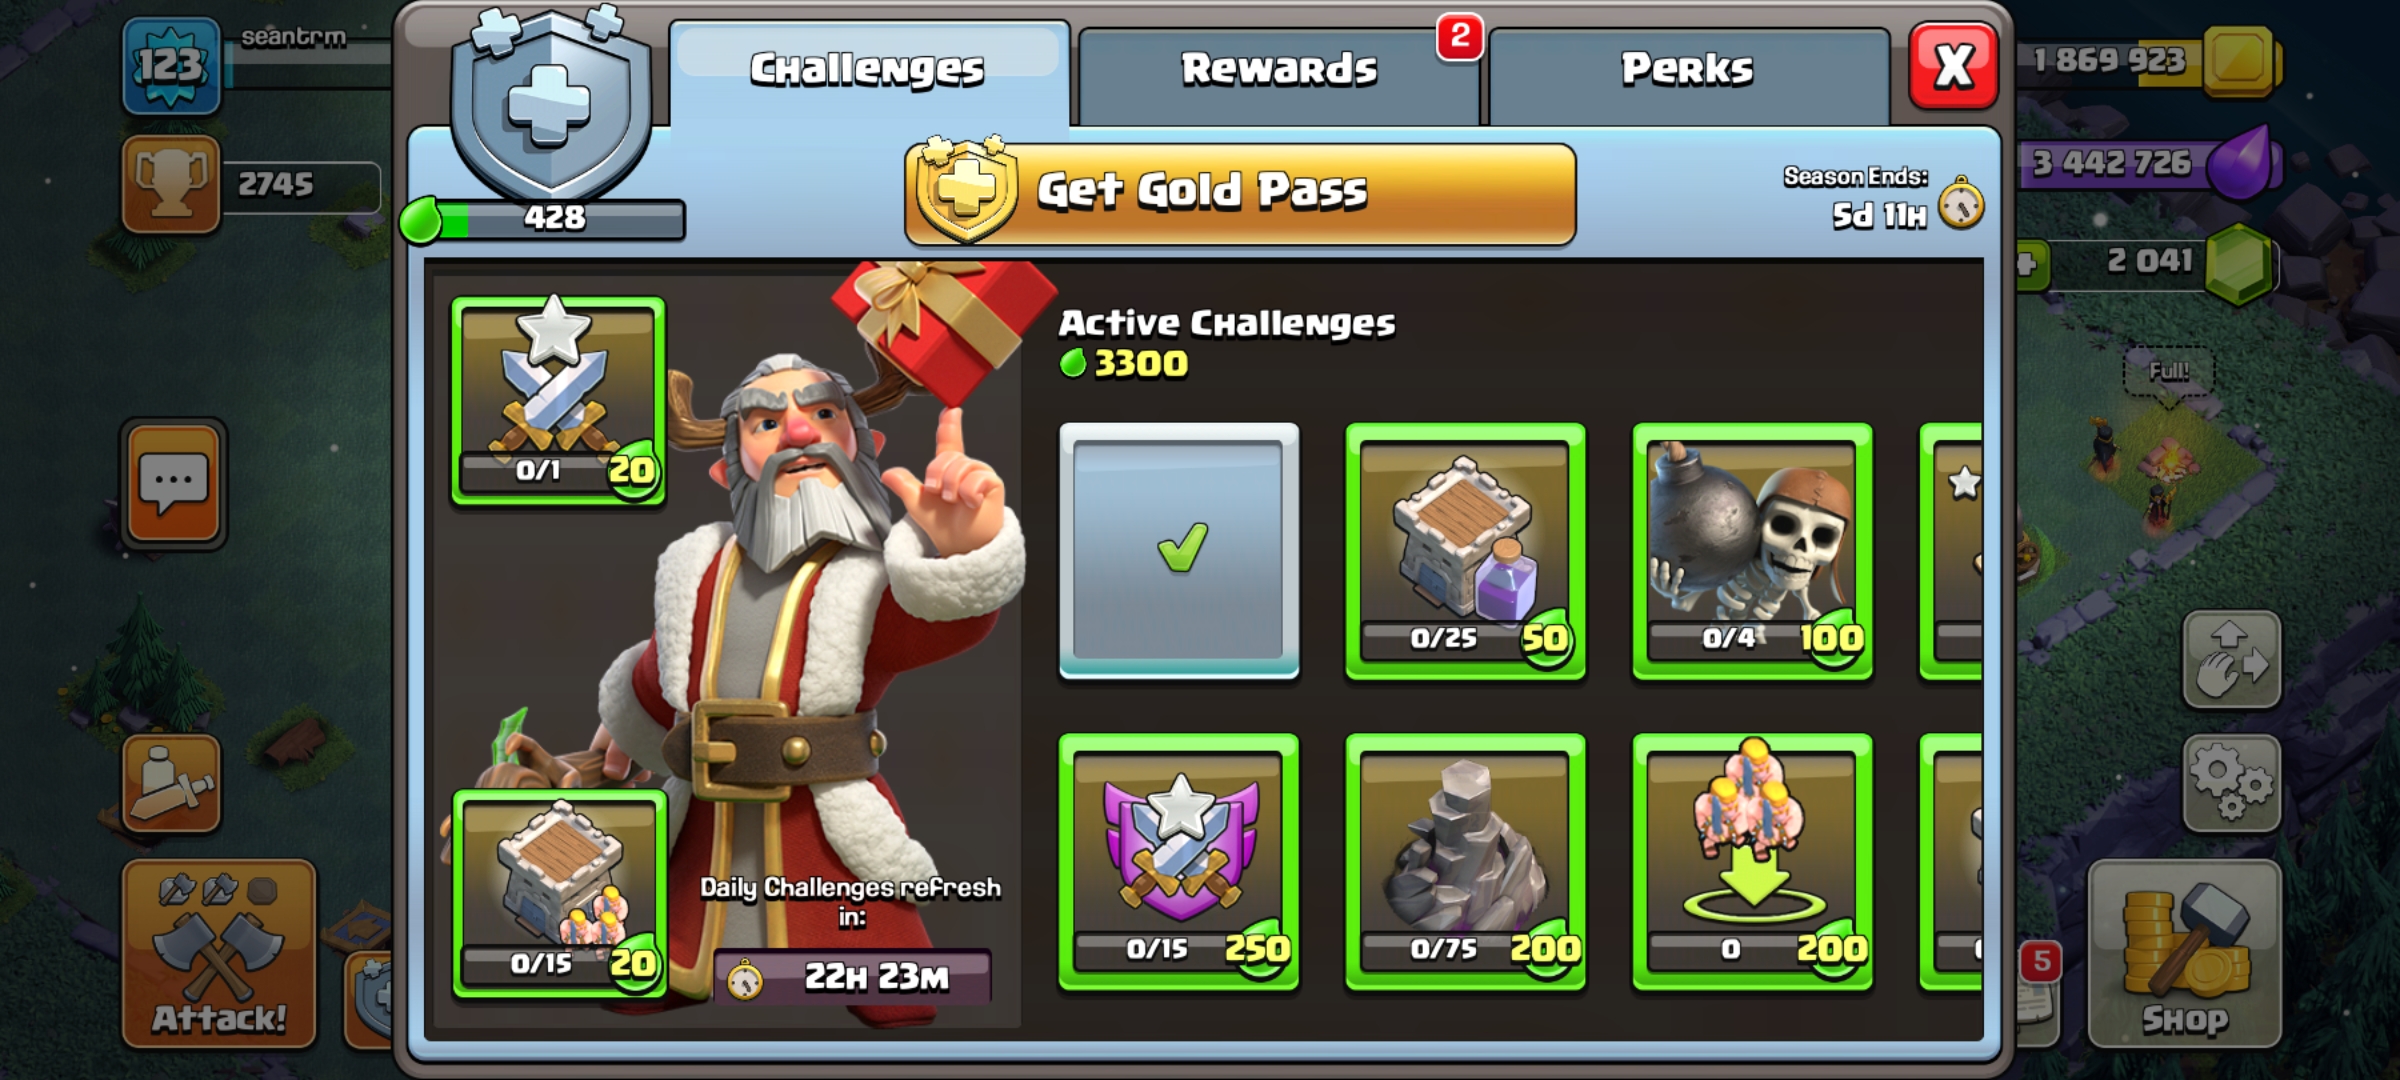 123
seantrm
Challenges
Rewards
2
Perks
X
1 869 923
2745
Get Gold Pass
Season Ends:
5d 11H
3 442 726
428
2 041
Active Challenges
3300
Full!
0/1
20
0/25
50
0/4
100
Daily Challenges refresh
in:
22H 23M
0/15
20
0/15
250
0/75
200
0
200
5
Attack!
Shop